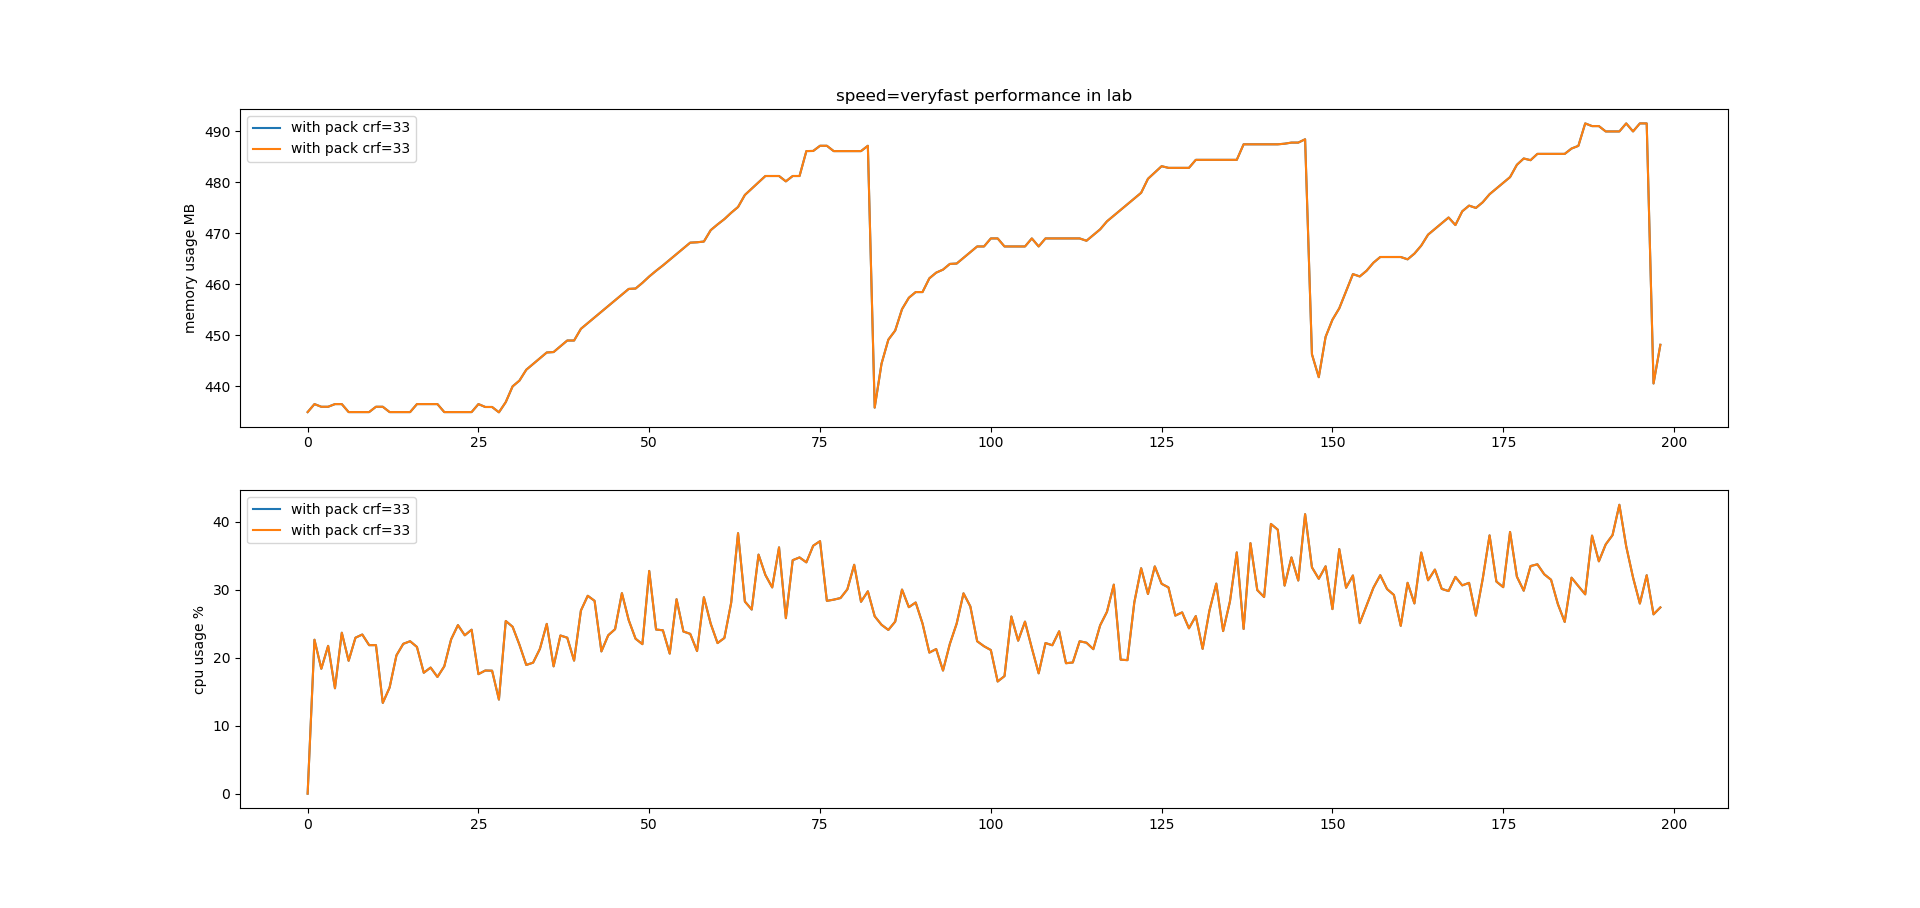 speed=veryfast performance in lab
with pack crf=33
with pack crf=33
memory usage MB
490
480
470
460
450
440
0 25 50 75 100 125 150 175 200
with pack crf=33
with pack crf=33
cpu usage %
40
30
20
10
0
0 25 50 75 100 125 150 175 200